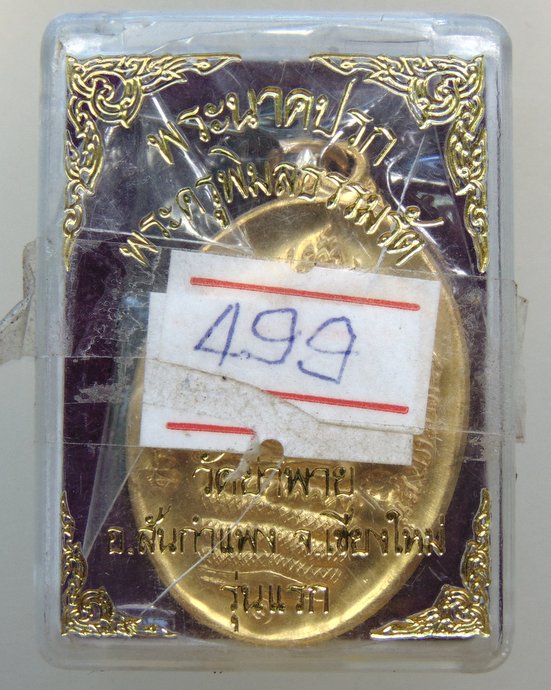 พระนาคปรก
พระครูพิมลธรรมรัต
499
วัดป่าพาย
อ.สันกำแพง จ.เชียงใหม่
รุ่นแรก